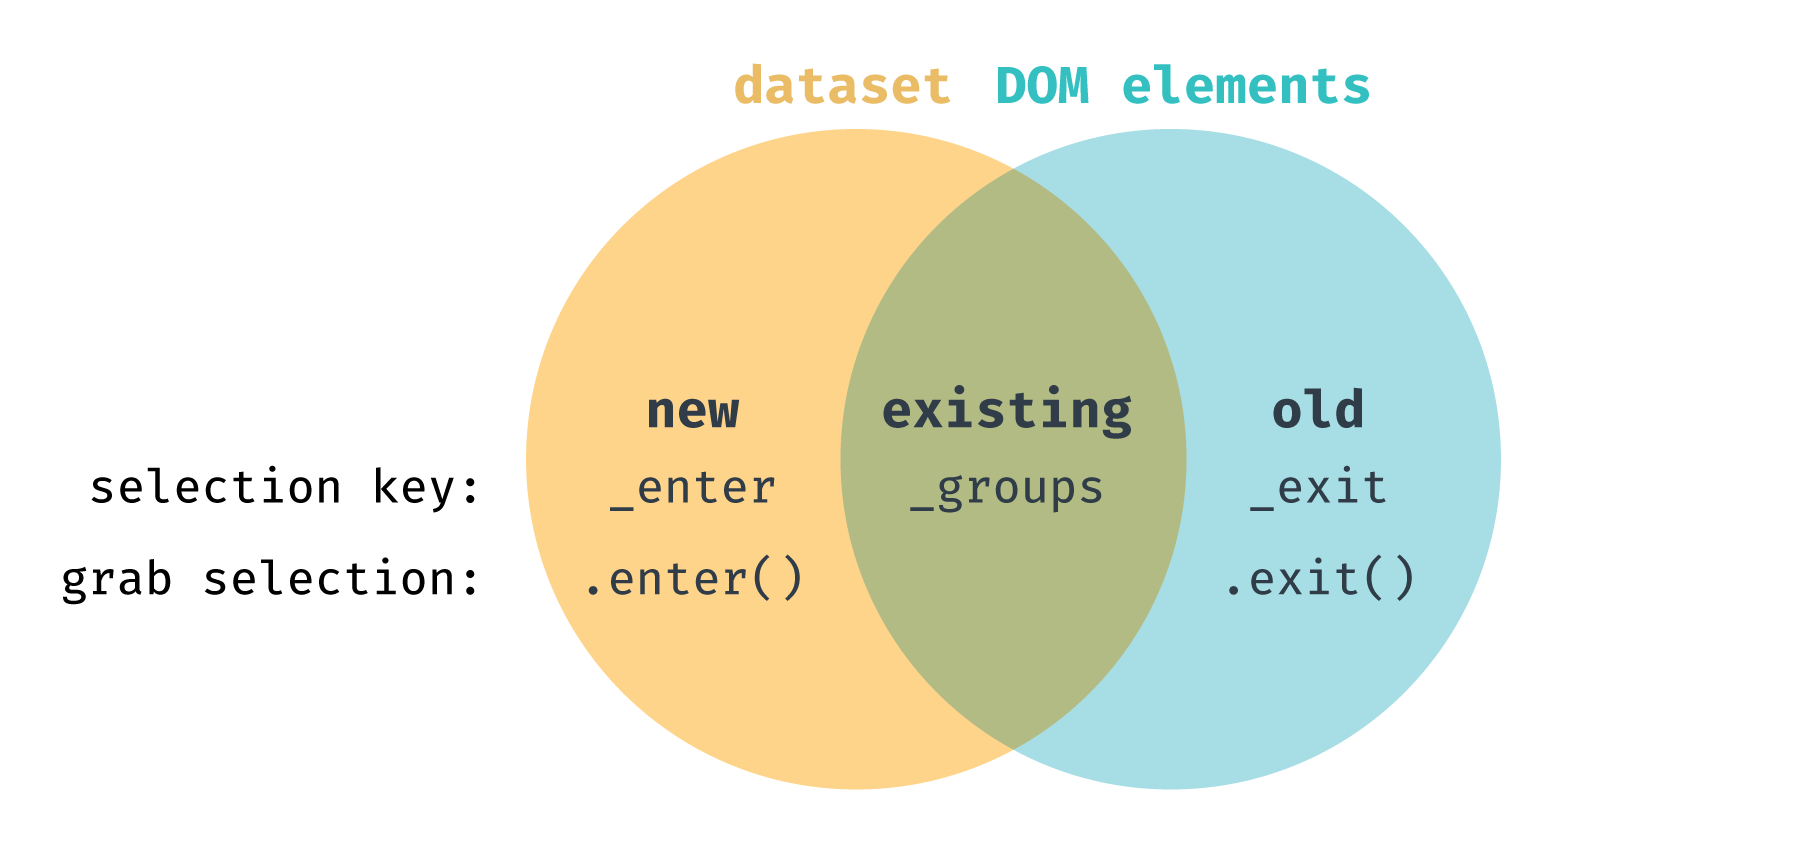 dataset DOM elements
new existing old
selection key: _enter _groups _exit
grab selection: .enter() .exit()